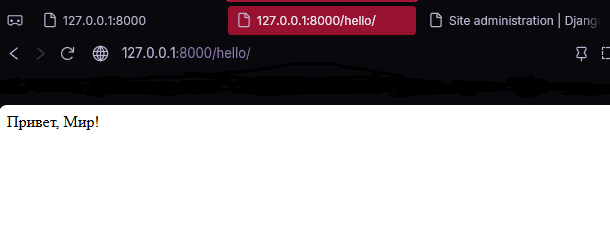 127.0.0.1:8000
127.0.0.1:8000/hello/
Site administration | Django
127.0.0.1:8000/hello/
Привет, Мир!